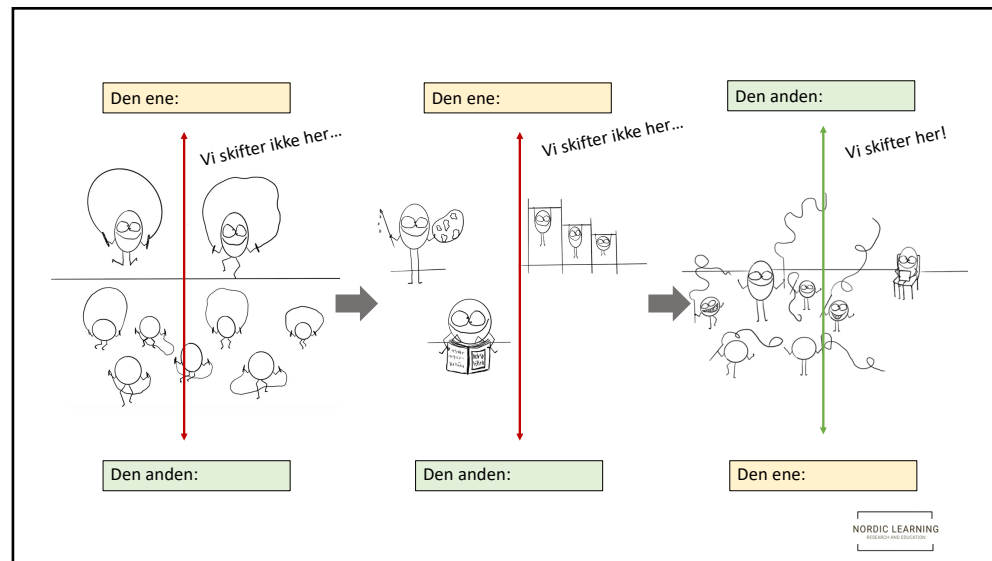 Den ene:
Den ene:
Den anden:
Vi skifter ikke her...
Vi skifter ikke her...
Vi skifter her!
Den anden:
Den anden:
Den ene:
NORDIC LEARNING
RESEARCH AND EDUCATION